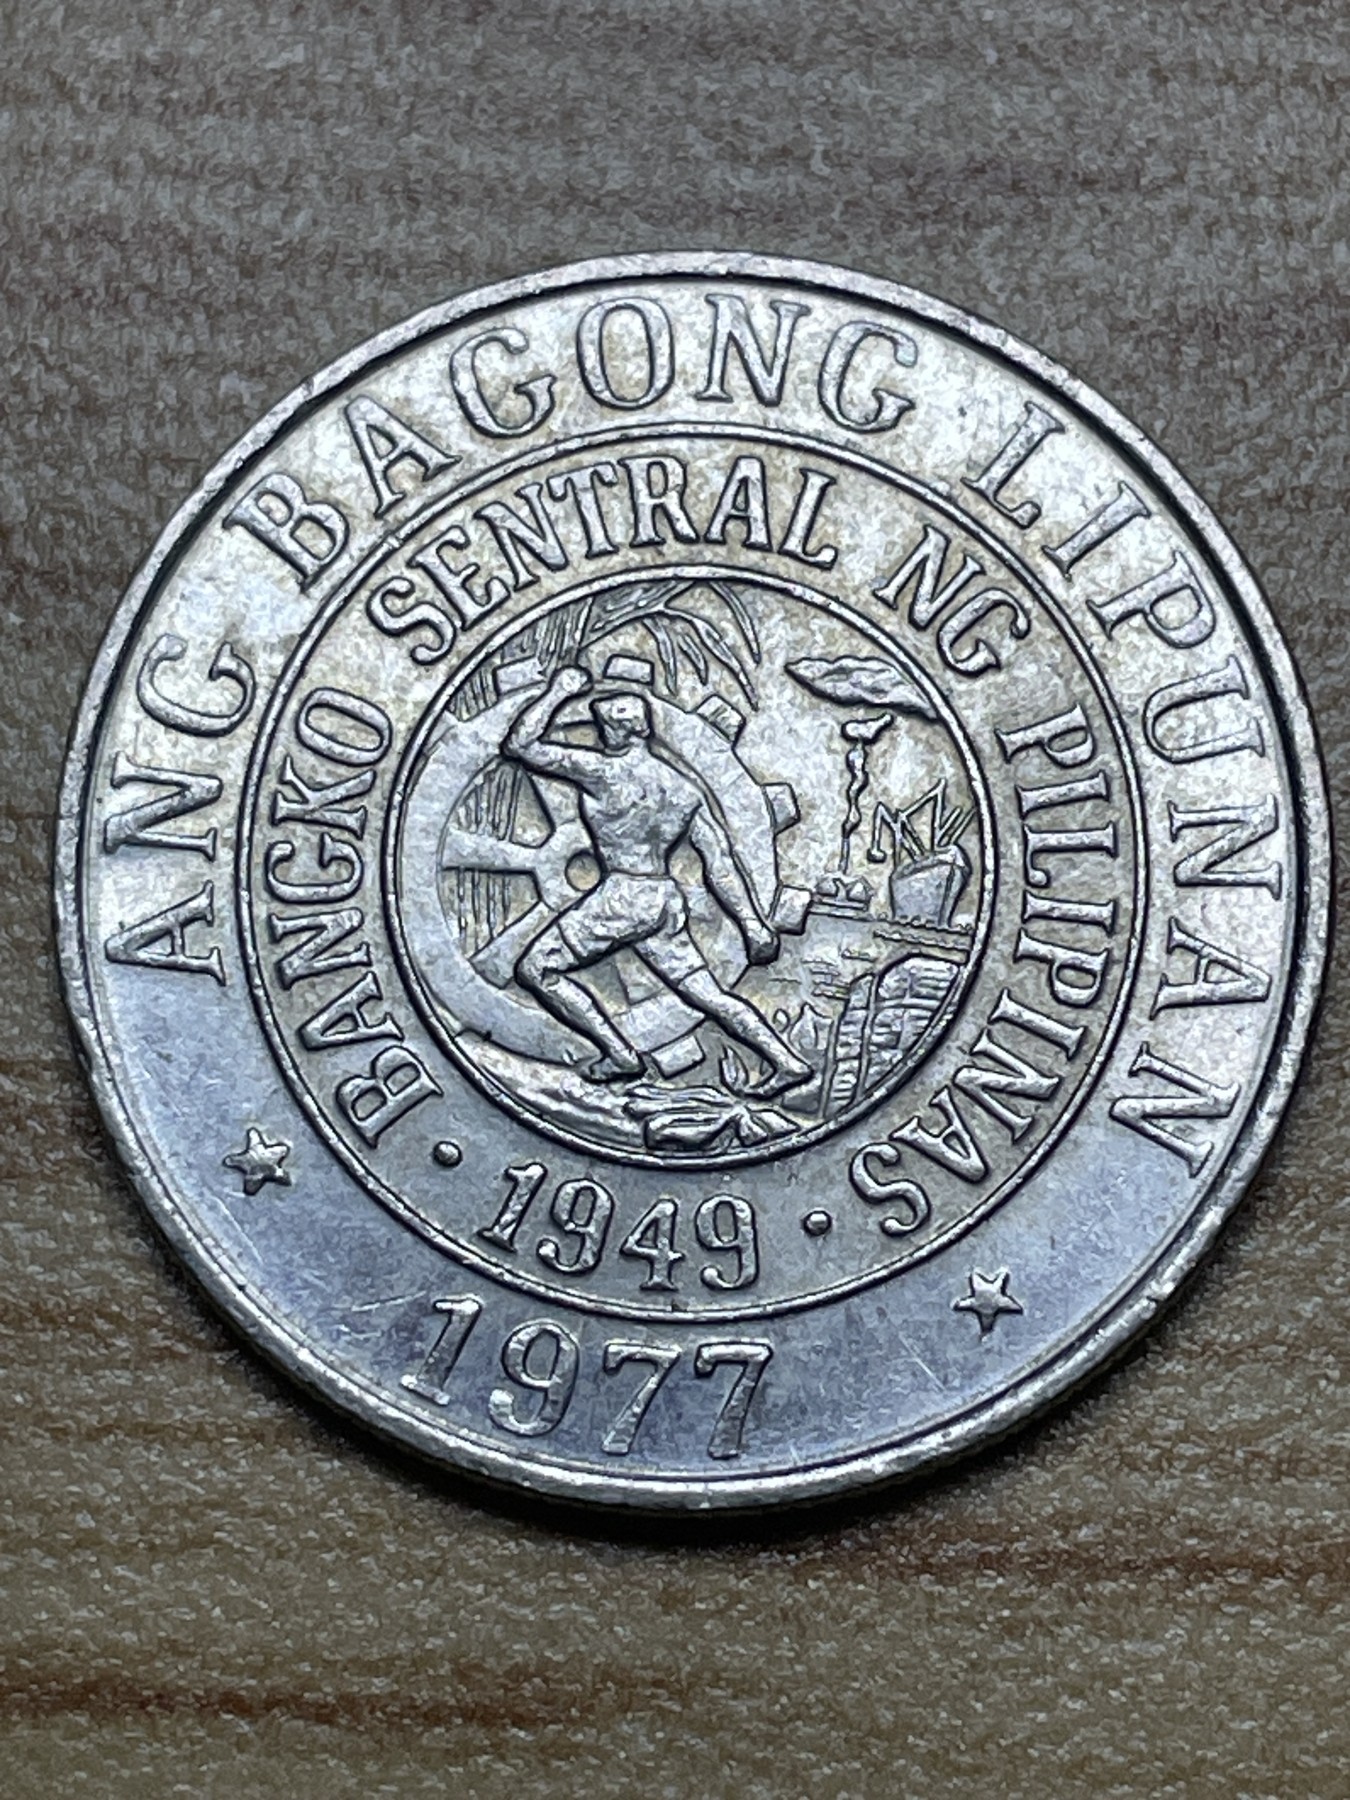 ANG BAGONG LIPUNAN
BANGKO SENTRAL NG PILIPINAS
· 1949 ·
1977